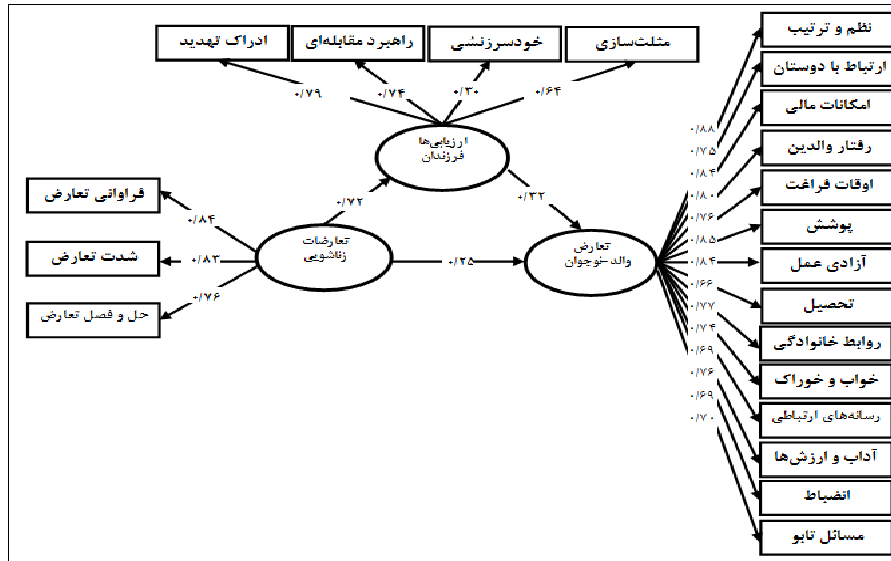 مثلث‌سازی
خودسرزنشی
راهبرد مقابله‌ای
ادراک تهدید
۰/۶۴
۰/۳۰
۰/۷۴
۰/۷۹
ارزیابی‌ها
فرزندان
نظم و ترتیب
ارتباط با دوستان
امکانات مالی
رفتار والدین
اوقات فراغت
پوشش
آزادی عمل
تحصیل
روابط خانوادگی
خواب و خوراک
رسانه‌های ارتباطی
آداب و ارزش‌ها
انضباط
مسائل تابو
۰/۸۸
۰/۷۵
۰/۸۴
۰/۸۰
۰/۷۶
۰/۸۵
۰/۸۴
۰/۶۶
۰/۷۷
۰/۷۴
۰/۶۹
۰/۷۶
۰/۶۹
۰/۷۰
تعارض
والد-نوجوان
۰/۳۲
۰/۲۵
۰/۷۲
تعارضات
زناشویی
۰/۸۴
۰/۸۳
۰/۷۶
فراوانی تعارض
شدت تعارض
حل و فصل تعارض